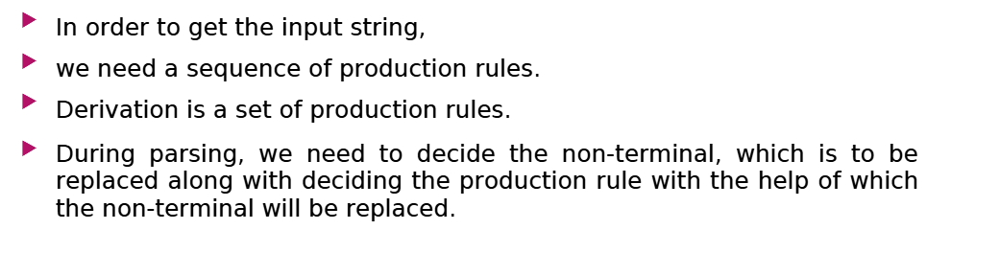 In order to get the input string,
we need a sequence of production rules.
Derivation is a set of production rules.
During parsing, we need to decide the non-terminal, which is to be
replaced along with deciding the production rule with the help of which
the non-terminal will be replaced.